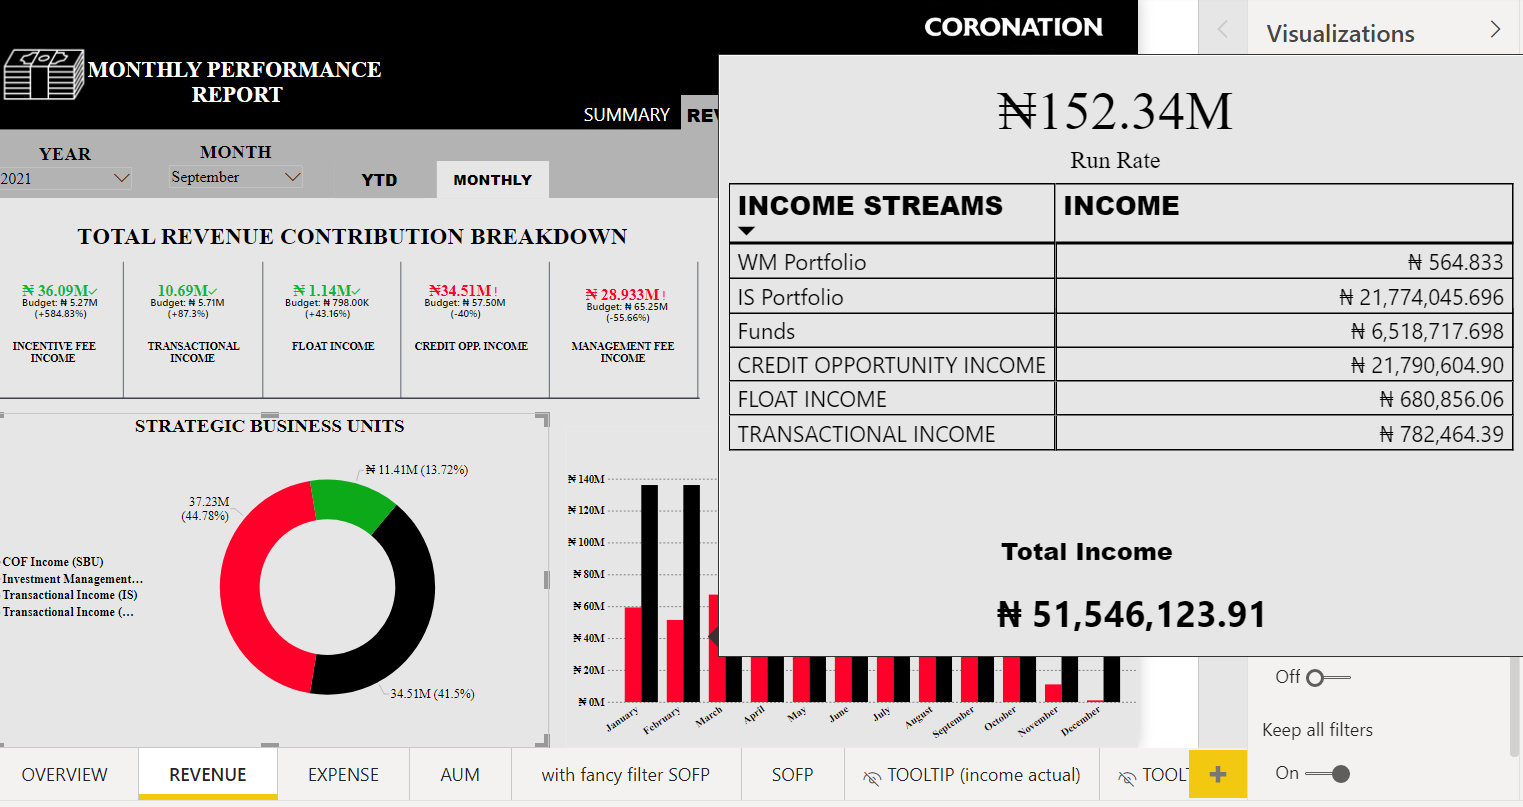 CORONATION
Visualizations
MONTHLY PERFORMANCE
REPORT
SUMMARY
REV
YEAR
2021
MONTH
September
YTD
MONTHLY
TOTAL REVENUE CONTRIBUTION BREAKDOWN
₦ 36.09M✓
Budget: ₦ 5.27M
(+584.83%)
INCENTIVE FEE
INCOME
10.69M✓
Budget: ₦ 5.71M
(+87.3%)
TRANSACTIONAL
INCOME
₦ 1.14M✓
Budget: ₦ 798.00K
(+43.16%)
FLOAT INCOME
₦34.51M !
Budget: ₦ 57.50M
(-40%)
CREDIT OPP. INCOME
₦ 28.933M !
Budget: ₦ 65.25M
(-55.66%)
MANAGEMENT FEE
INCOME
₦152.34M
Run Rate
INCOME STREAMS INCOME
WM Portfolio ₦ 564.833
IS Portfolio ₦ 21,774,045.696
Funds ₦ 6,518,717.698
CREDIT OPPORTUNITY INCOME ₦ 21,790,604.90
FLOAT INCOME ₦ 680,856.06
TRANSACTIONAL INCOME ₦ 782,464.39
Total Income
₦ 51,546,123.91
STRATEGIC BUSINESS UNITS
₦ 11.41M (13.72%)
37.23M
(44.78%)
34.51M (41.5%)
COF Income (SBU)
Investment Management...
Transactional Income (IS)
Transactional Income (...
₦ 140M
₦ 120M
₦ 100M
₦ 80M
₦ 60M
₦ 40M
₦ 20M
₦ 0M
January
February
March
April
May
June
July
August
September
October
November
December
Off
Keep all filters
On
OVERVIEW
REVENUE
EXPENSE
AUM
with fancy filter SOFP
SOFP
TOOLTIP (income actual)
TOOLT
+